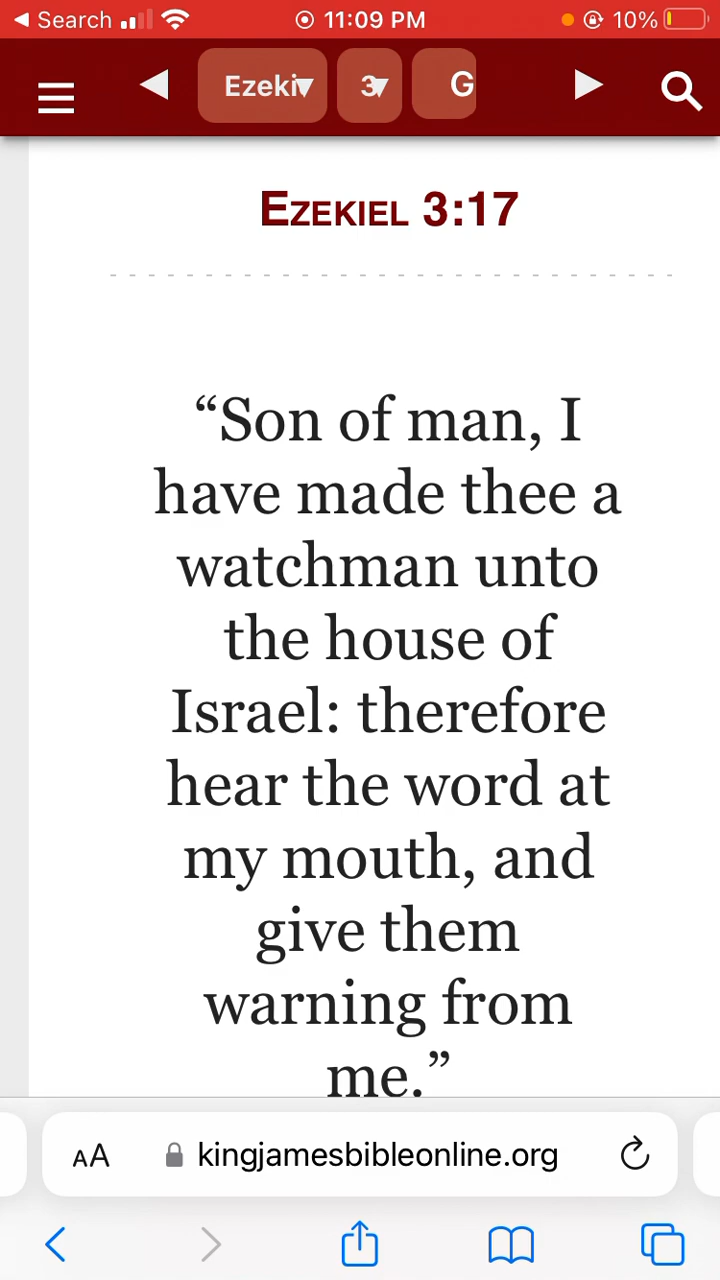 Search 11:09 PM 10%
Ezeki 3 G
EZEKIEL 3:17
“Son of man, I
have made thee a
watchman unto
the house of
Israel: therefore
hear the word at
my mouth, and
give them
warning from
me.”
AA kingjamesbibleonline.org